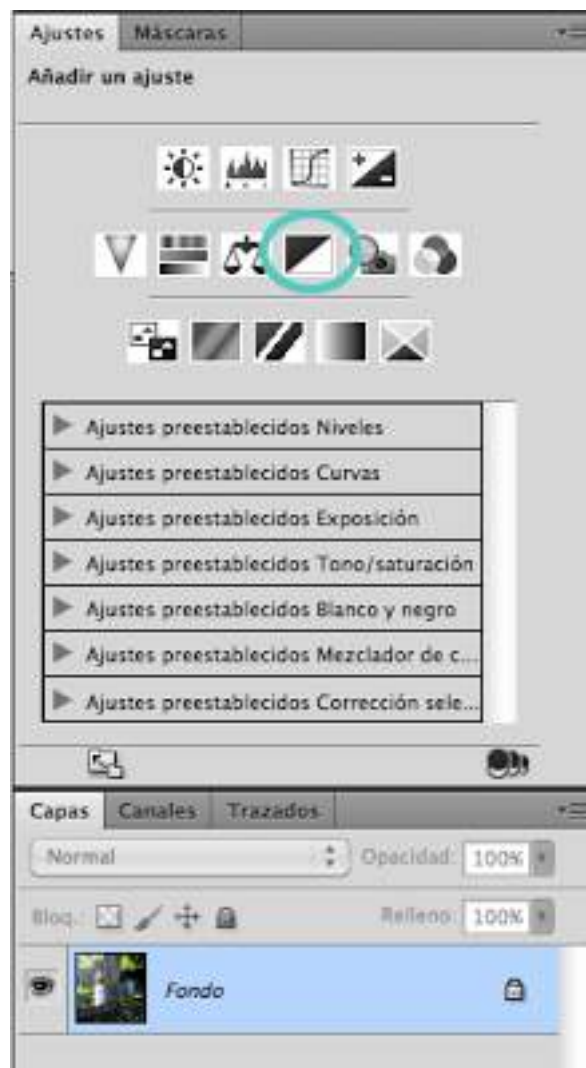 Ajustes Máscaras
Añadir un ajuste
Ajustes preestablecidos Niveles
Ajustes preestablecidos Curvas
Ajustes preestablecidos Exposición
Ajustes preestablecidos Tono/saturación
Ajustes preestablecidos Blanco y negro
Ajustes preestablecidos Mezclador de c...
Ajustes preestablecidos Corrección sele...
Capas Canales Trazados
Normal Opacidad: 100%
Bloq.: Relleno: 100%
Fondo